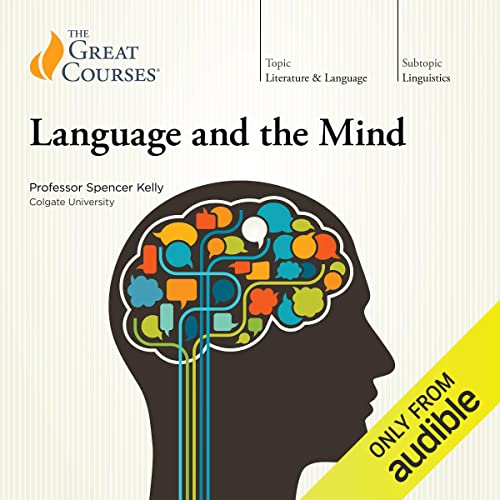 THE
GREAT
COURSES®
Topic
Literature & Language
Subtopic
Linguistics
Language and the Mind
Professor Spencer Kelly
Colgate University
ONLY FROM
audible